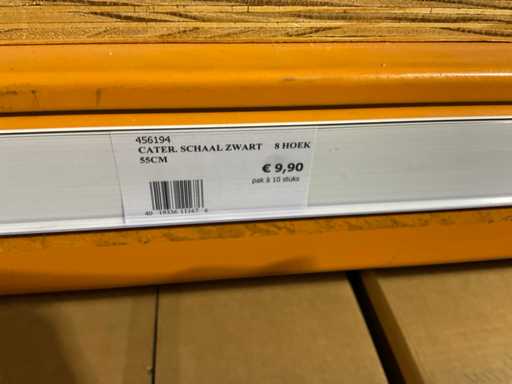 456194
CATER. SCHAAL ZWART 8 HOEK
55CM
€ 9,90
pak à 10 stuks